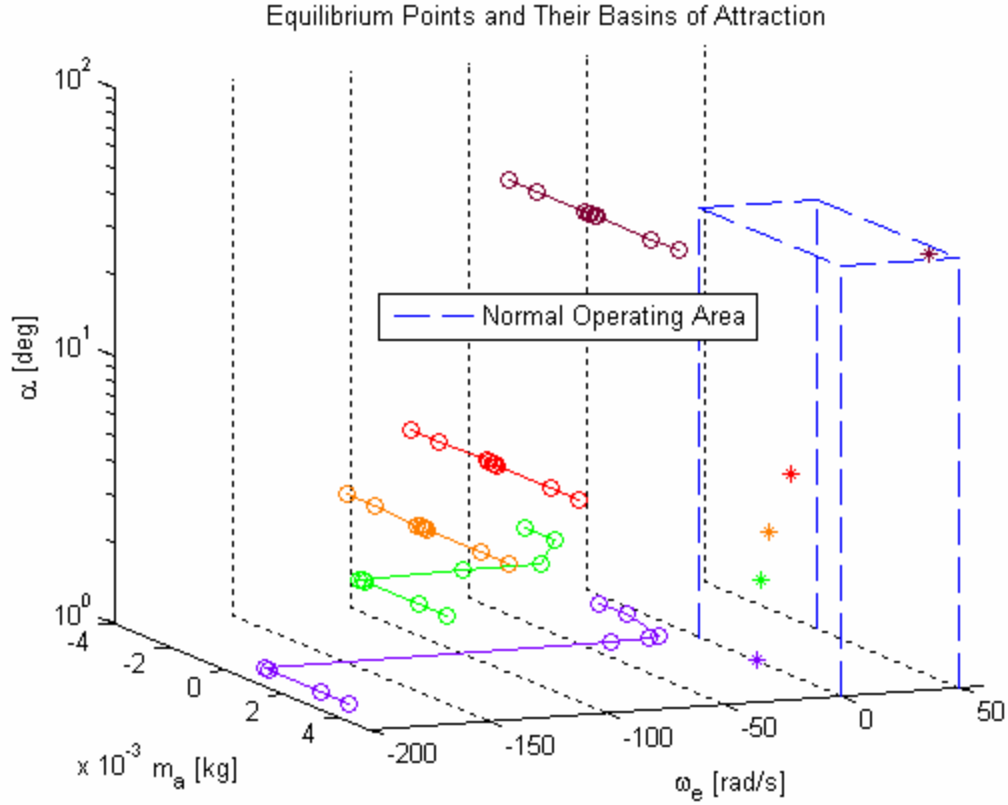 Equilibrium Points and Their Basins of Attraction
10²
10¹
10⁰
α [deg]
Normal Operating Area
-4
-2
0
2
4
x 10⁻³ mₐ [kg]
-200
-150
-100
-50
0
50
ωₑ [rad/s]